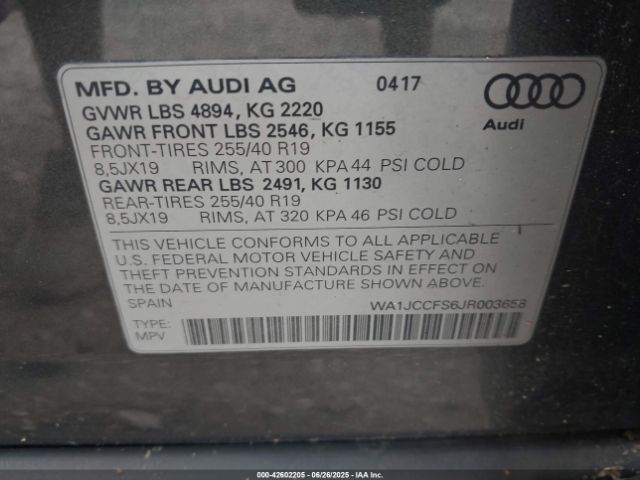 MFD. BY AUDI AG 0417
GVWR LBS 4894, KG 2220
GAWR FRONT LBS 2546, KG 1155
FRONT-TIRES 255/40 R19
8,5JX19 RIMS, AT 300 KPA 44 PSI COLD
GAWR REAR LBS 2491, KG 1130
REAR-TIRES 255/40 R19
8,5JX19 RIMS, AT 320 KPA 46 PSI COLD
Audi
THIS VEHICLE CONFORMS TO ALL APPLICABLE
U.S. FEDERAL MOTOR VEHICLE SAFETY AND
THEFT PREVENTION STANDARDS IN EFFECT ON
THE DATE OF MANUFACTURE SHOWN ABOVE.
SPAIN WA1JCCFS6JR003658
TYPE:
MPV
000-42602205 - 06/26/2025 - IAA Inc.